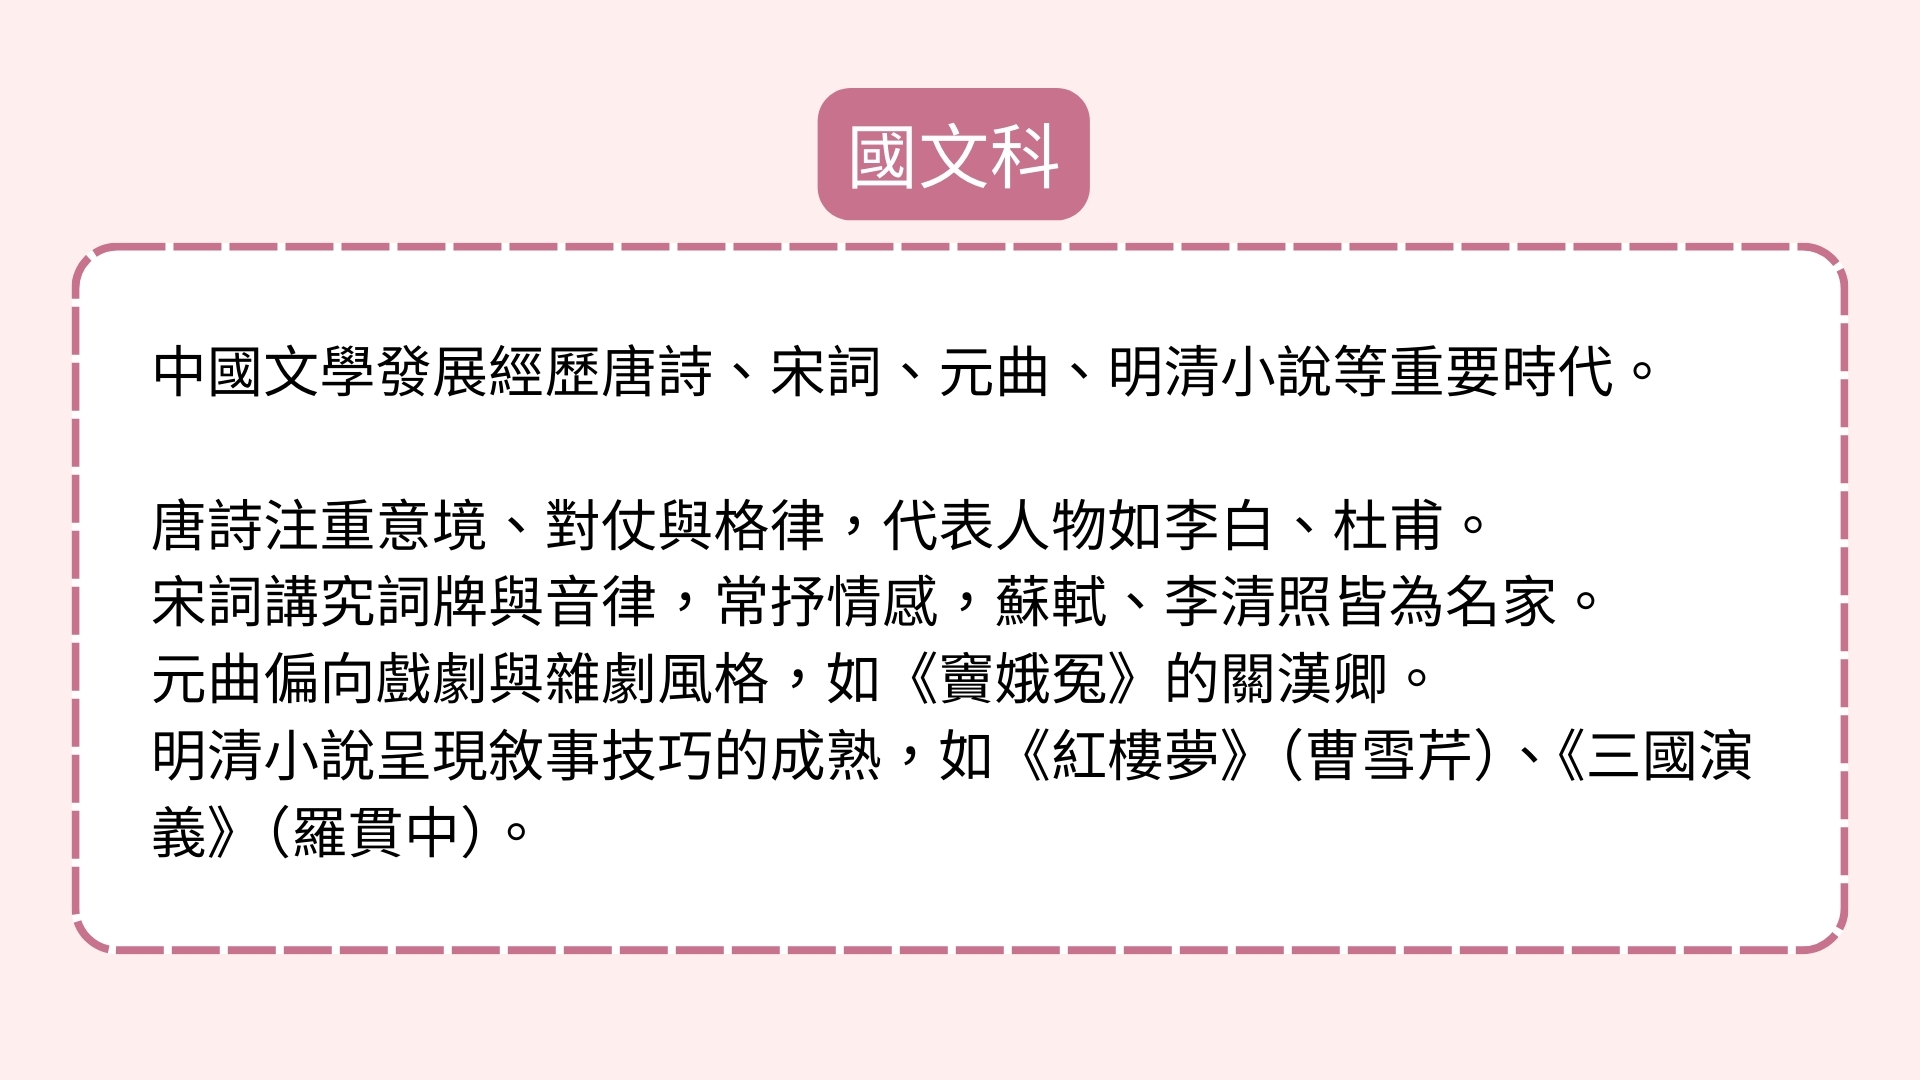 國文科
中國文學發展經歷唐詩、宋詞、元曲、明清小說等重要時代。
唐詩注重意境、對仗與格律，代表人物如李白、杜甫。
宋詞講究詞牌與音律，常抒情感，蘇軾、李清照皆為名家。
元曲偏向戲劇與雜劇風格，如《竇娥冤》的關漢卿。
明清小說呈現敘事技巧的成熟，如《紅樓夢》（曹雪芹）、《三國演
義》（羅貫中）。